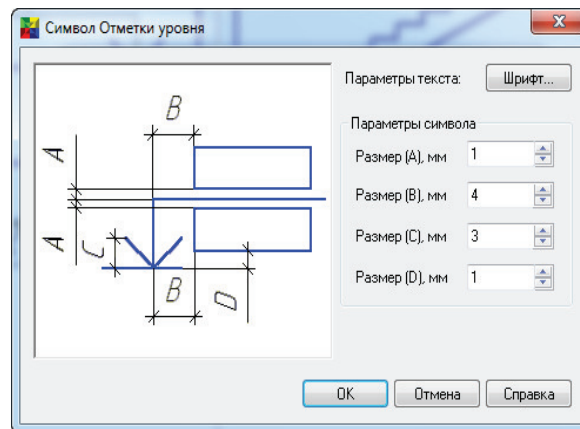 Символ Отметки уровня
B
A
A
C
B
D
Параметры текста: Шрифт...
Параметры символа
Размер (A), мм 1
Размер (B), мм 4
Размер (C), мм 3
Размер (D), мм 1
OK Отмена Справка